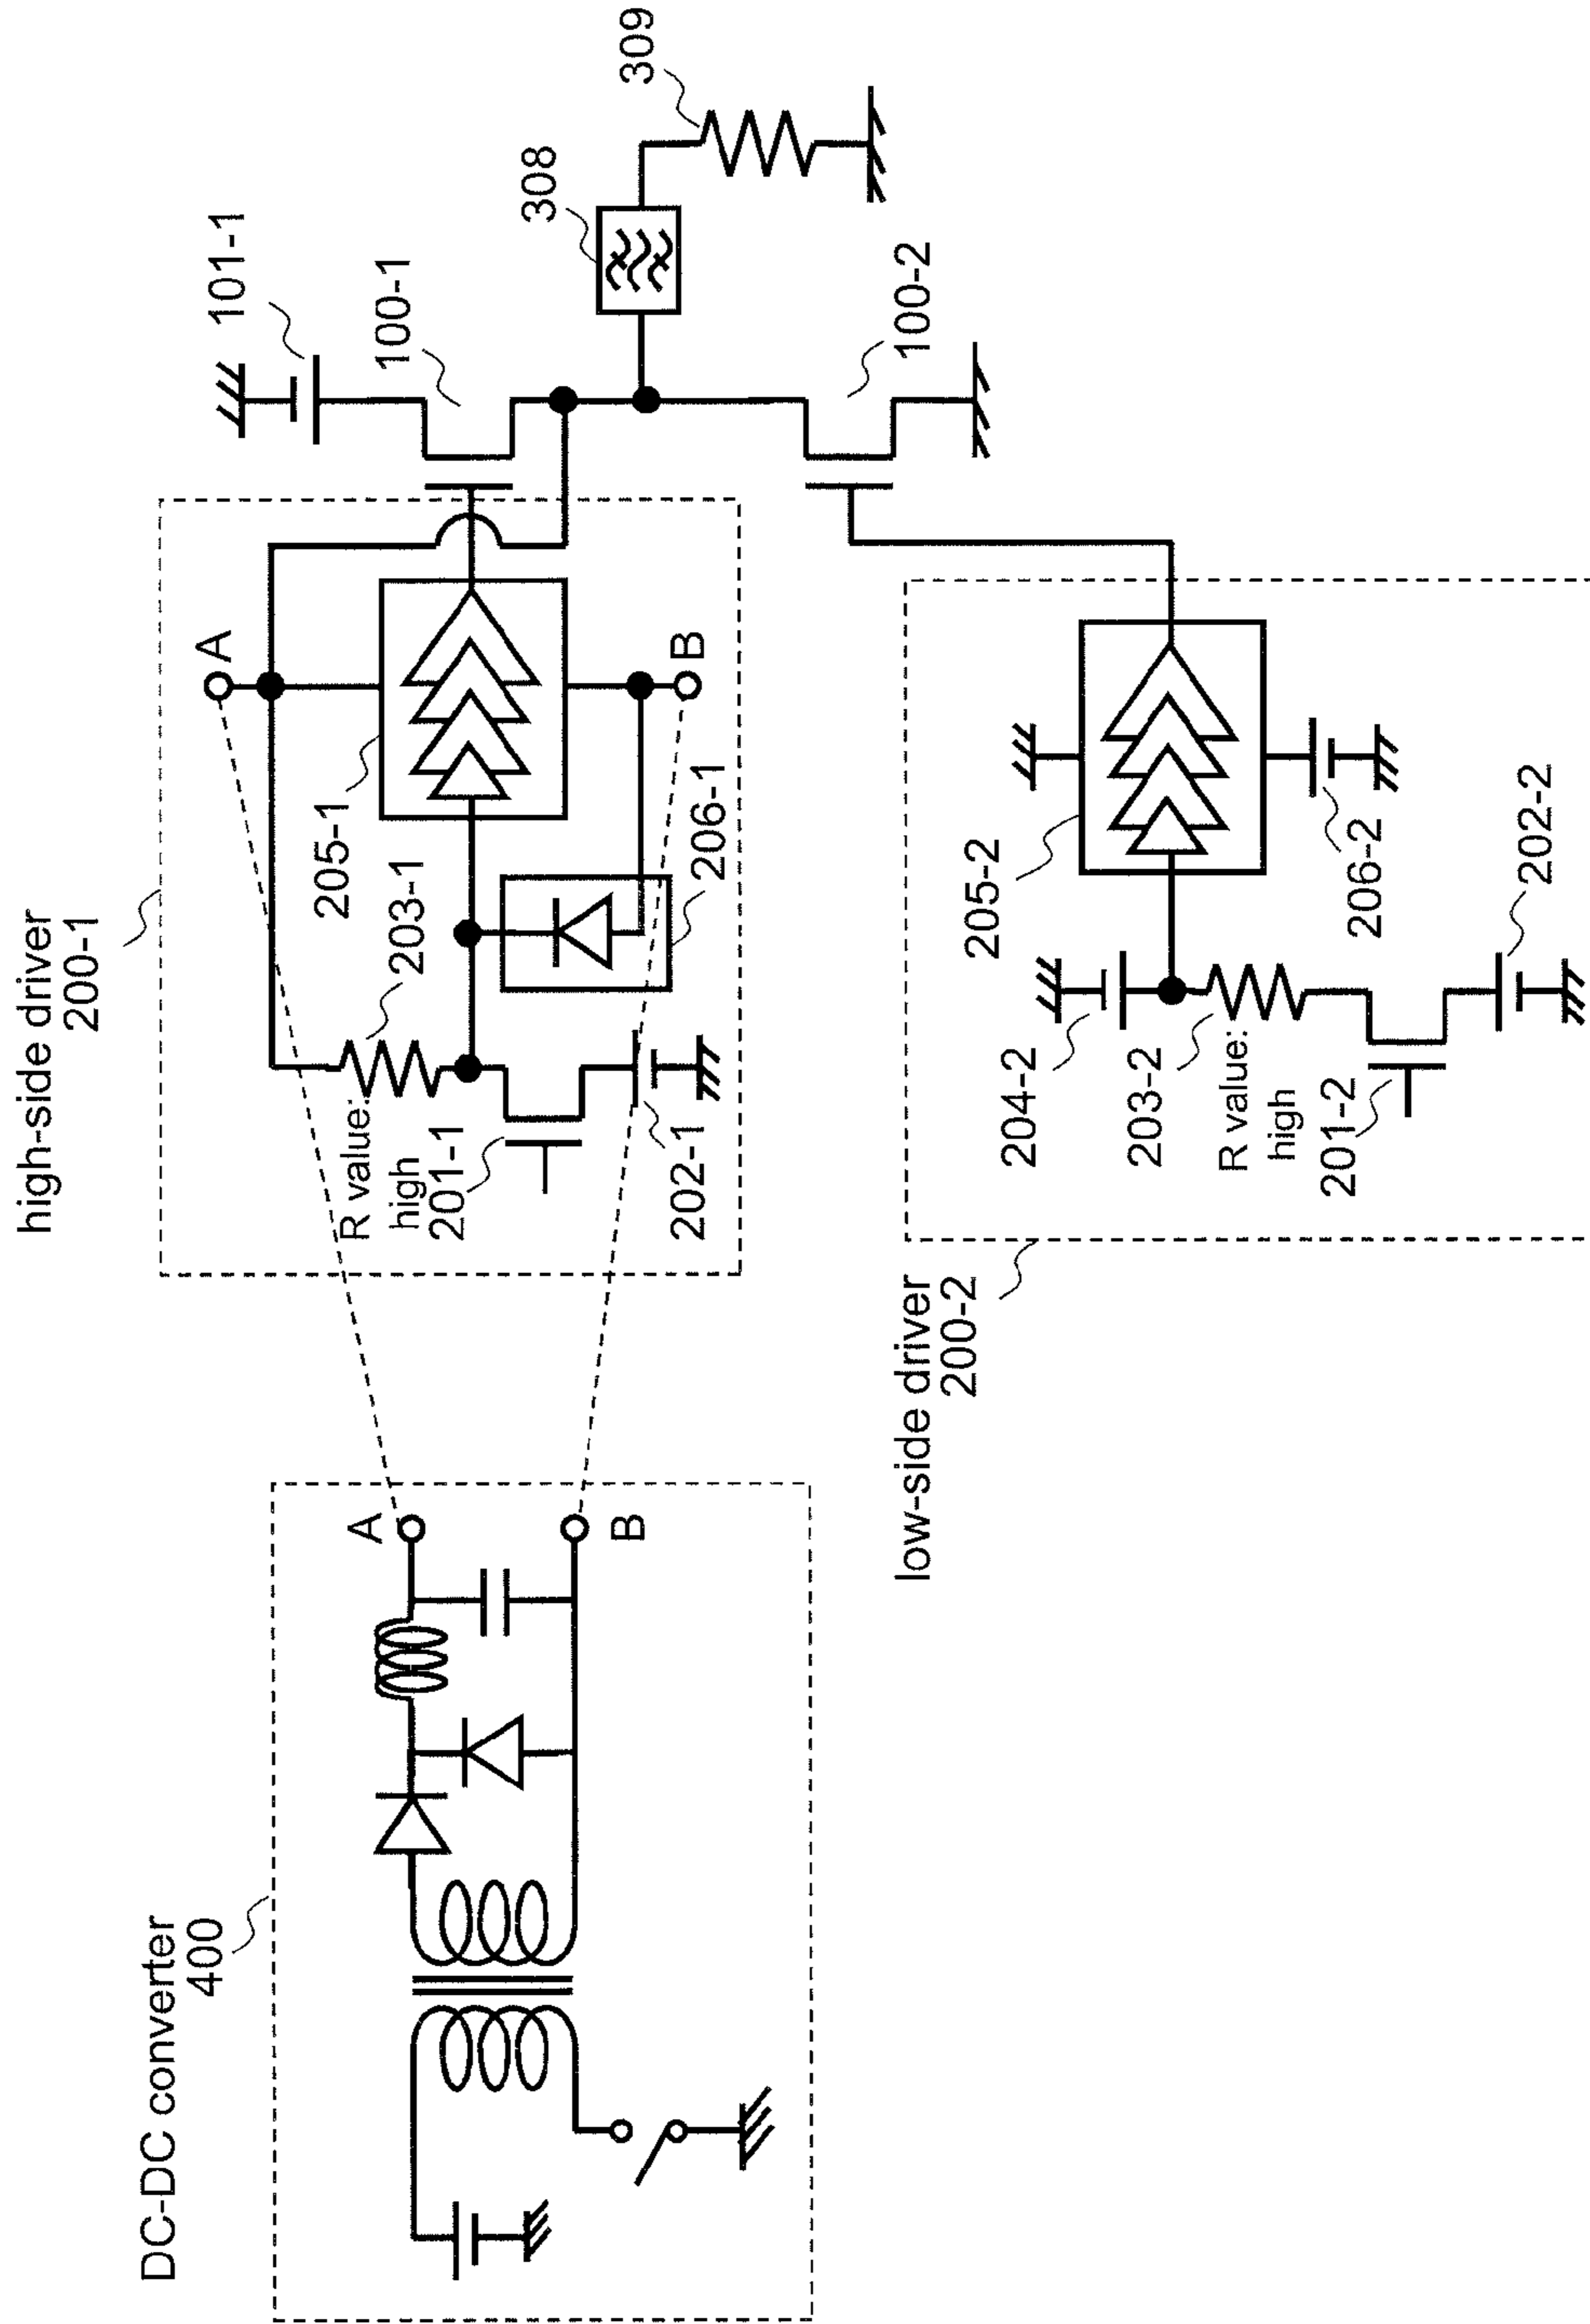 DC-DC converter
400
A
B
high-side driver
200-1
A
205-1
203-1
R value:
high
201-1
202-1
206-1
B
101-1
100-1
308
309
100-2
low-side driver
200-2
205-2
204-2
203-2
R value:
high
201-2
206-2
202-2